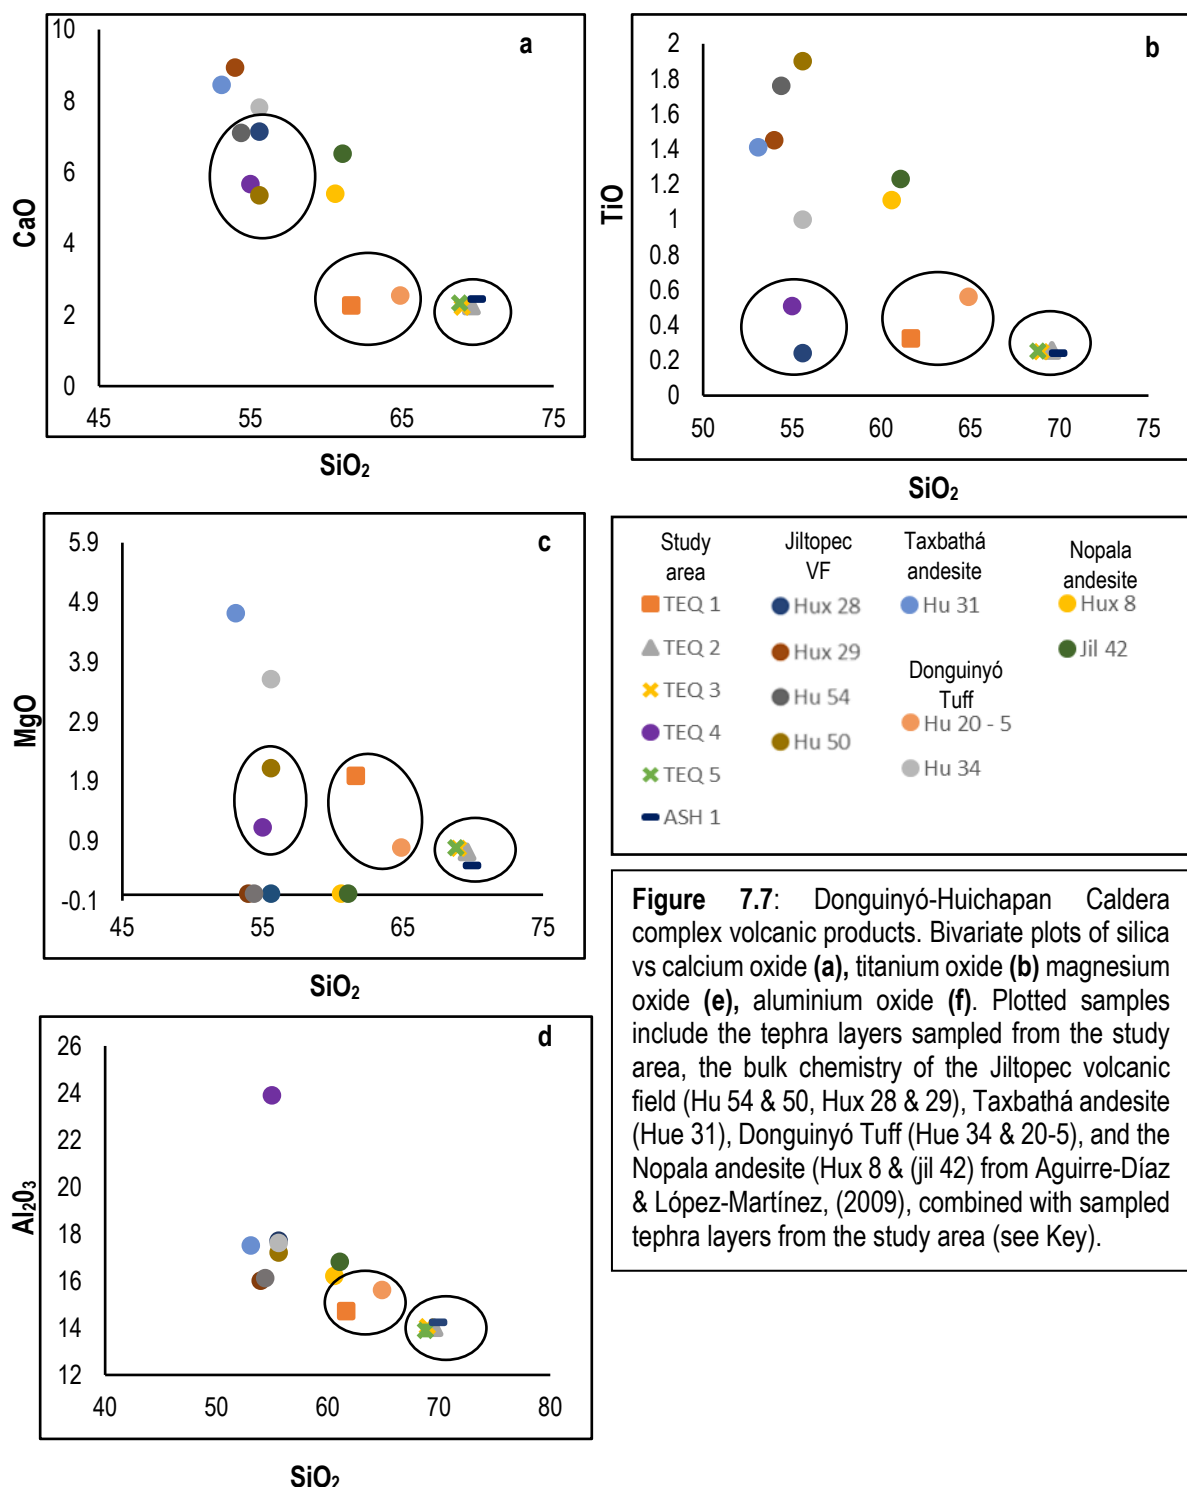 a
10
8
6
4
2
0
CaO
45 55 65 75
SiO₂
b
2
1.8
1.6
1.4
1.2
1
0.8
0.6
0.4
0.2
0
TiO
50 55 60 65 70 75
SiO₂
c
5.9
4.9
3.9
2.9
1.9
0.9
-0.1
MgO
45 55 65 75
SiO₂
Study
area
TEQ 1
TEQ 2
TEQ 3
TEQ 4
TEQ 5
ASH 1
Jiltopec
VF
Hux 28
Hux 29
Hu 54
Hu 50
Taxbathá
andesite
Hu 31
Donguinyó
Tuff
Hu 20 - 5
Hu 34
Nopala
andesite
Hux 8
Jil 42
Figure 7.7: Donguinyó-Huichapan Caldera
complex volcanic products. Bivariate plots of silica
vs calcium oxide (a), titanium oxide (b) magnesium
oxide (e), aluminium oxide (f). Plotted samples
include the tephra layers sampled from the study
area, the bulk chemistry of the Jiltopec volcanic
field (Hu 54 & 50, Hux 28 & 29), Taxbathá andesite
(Hue 31), Donguinyó Tuff (Hue 34 & 20-5), and the
Nopala andesite (Hux 8 & (jil 42) from Aguirre-Díaz
& López-Martínez, (2009), combined with sampled
tephra layers from the study area (see Key).
d
26
24
22
20
18
16
14
12
Al₂0₃
40 50 60 70 80
SiO₂